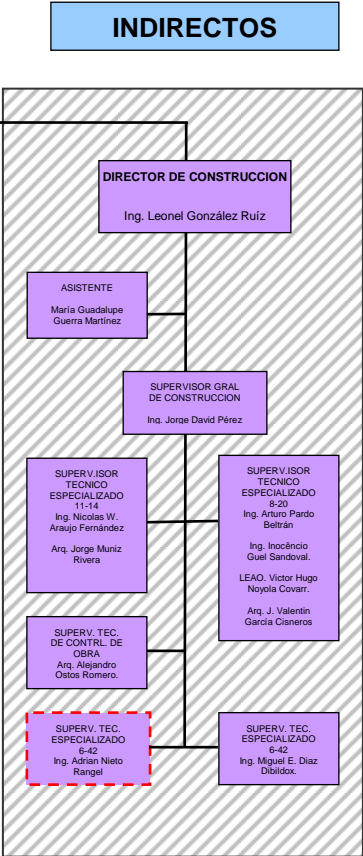 INDIRECTOS
DIRECTOR DE CONSTRUCCION
Ing. Leonel González Ruíz
ASISTENTE
María Guadalupe
Guerra Martínez
SUPERVISOR GRAL
DE CONSTRUCCION
Ing. Jorge David Pérez
SUPERV.ISOR
TECNICO
ESPECIALIZADO
11-14
Ing. Nicolas W.
Araujo Fernández
Arq. Jorge Muniz
Rivera
SUPERV.ISOR
TECNICO
ESPECIALIZADO
8-20
Ing. Arturo Pardo
Beltrán
Ing. Inocêncio
Guel Sandoval.
LEAO. Victor Hugo
Noyola Covarr.
Arq. J. Valentin
García Cisneros
SUPERV. TEC.
DE CONTRL. DE
OBRA
Arq. Alejandro
Ostos Romero.
SUPERV. TEC.
ESPECIALIZADO
6-42
Ing. Adrian Nieto
Rangel
SUPERV. TEC.
ESPECIALIZADO
6-42
Ing. Miguel E. Diaz
Dibildox.